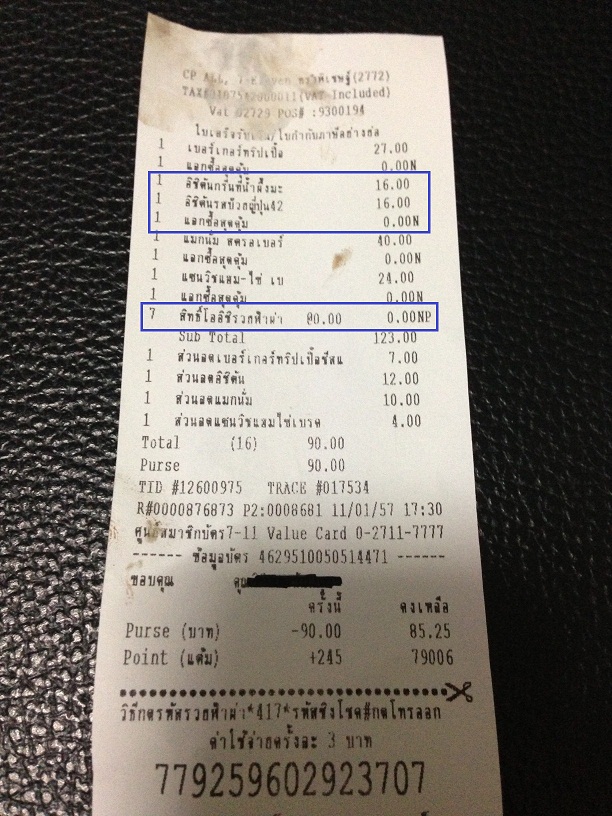 CP ALL, 7-Eleven (2772)
TAX#0107542000011(VAT Included)
Vat 02729 POS# :9300194
ใบเสร็จรับเงิน/ใบกำกับภาษีอย่างย่อ
1 เบอร์เกอร์ทริปเปิ้ล 27.00
1 แลกซื้อสุดคุ้ม 0.00N
1 อิชิตันกรีนทีน้ำผึ้งมะ 16.00
1 อิชิตันรสบ๊วยญี่ปุ่น42 16.00
1 แลกซื้อสุดคุ้ม 0.00N
1 แมกนั่ม สตรอเบอร์ 40.00
1 แลกซื้อสุดคุ้ม 0.00N
1 แซนวิชแฮม-ไข่ เบ 24.00
1 แลกซื้อสุดคุ้ม 0.00N
7 สิทธิ์โออิชิรวยฟ้าผ่า @0.00 0.00NP
Sub Total 123.00
1 ส่วนลดเบอร์เกอร์ทริปเปิ้ลชีส 7.00
1 ส่วนลดอิชิตัน 12.00
1 ส่วนลดแมกนั่ม 10.00
1 ส่วนลดแซนวิชแฮมไข่เบรค 4.00
Total (16) 90.00
Purse 90.00
TID #12600975 TRACE #017534
R#0000876873 P2:0008681 11/01/57 17:30
ศูนย์สมาชิกบัตร7-11 Value Card 0-2711-7777
------ ข้อมูลบัตร 4629510050514471 ------
ขอบคุณ คุณ
ครั้งนี้ คงเหลือ
Purse (บาท) -90.00 85.25
Point (แต้ม) +245 79006
วิธีกดรหัสรวยฟ้าผ่า*417*รหัสชิงโชค#กดโทรออก
ค่าใช้จ่ายครั้งละ 3 บาท
779259602923707